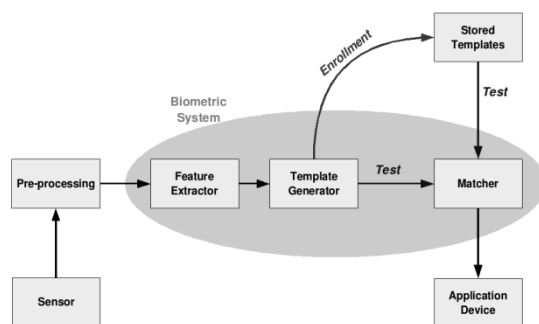 Stored
Templates
Enrollment
Test
Biometric
System
Pre-processing
Feature
Extractor
Template
Generator
Test
Matcher
Sensor
Application
Device